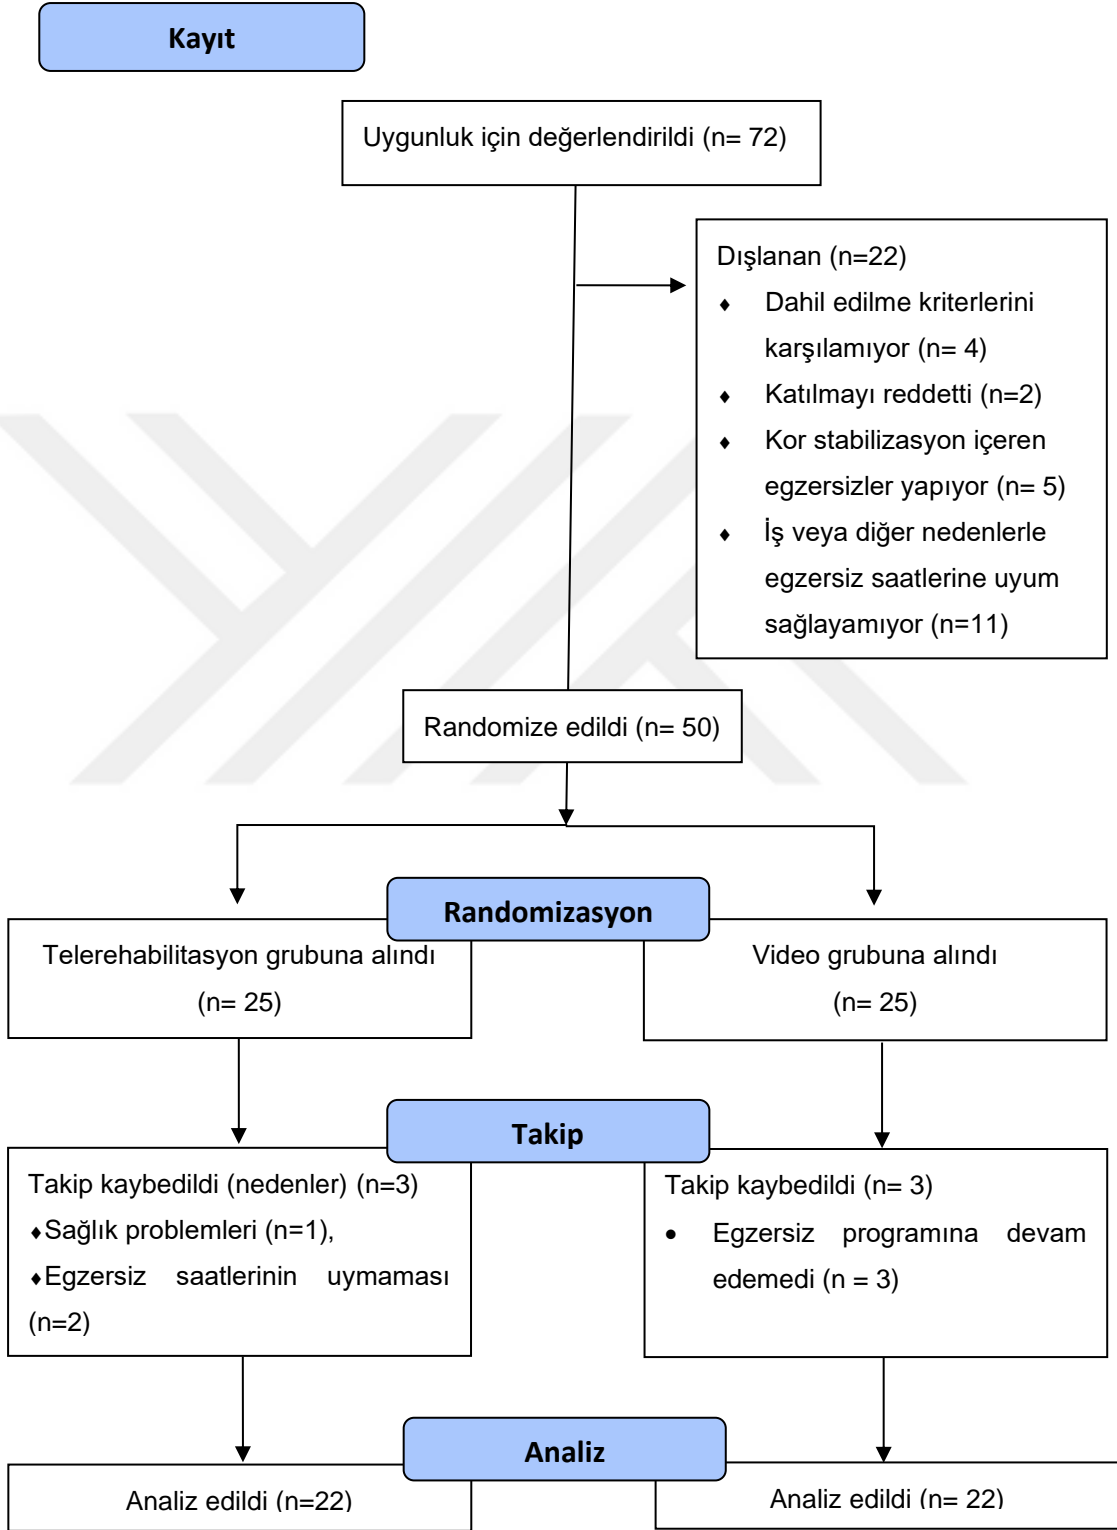 Kayıt
Uygunluk için değerlendirildi (n= 72)
Dışlanan (n=22)
♦ Dahil edilme kriterlerini
karşılamıyor (n= 4)
♦ Katılmayı reddetti (n=2)
♦ Kor stabilizasyon içeren
egzersizler yapıyor (n= 5)
♦ İş veya diğer nedenlerle
egzersiz saatlerine uyum
sağlayamıyor (n=11)
Randomize edildi (n= 50)
Randomizasyon
Telerehabilitasyon grubuna alındı
(n= 25)
Video grubuna alındı
(n= 25)
Takip
Takip kaybedildi (nedenler) (n=3)
♦Sağlık problemleri (n=1),
♦Egzersiz saatlerinin uymaması
(n=2)
Takip kaybedildi (n= 3)
• Egzersiz programına devam
edemedi (n = 3)
Analiz
Analiz edildi (n=22)
Analiz edildi (n= 22)